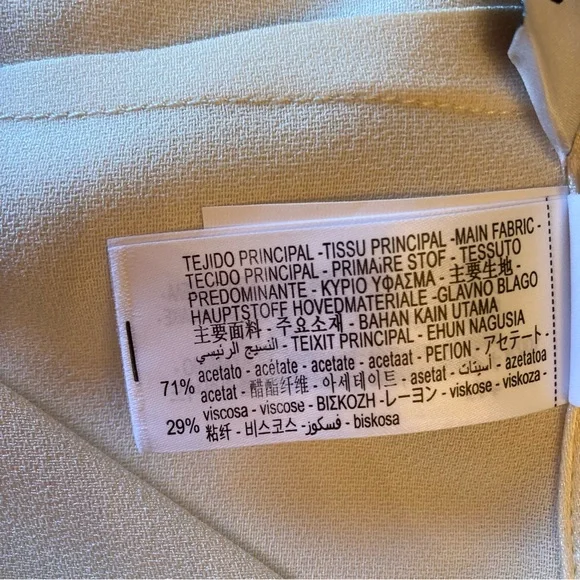 TEJIDO PRINCIPAL -TISSU PRINCIPAL -MAIN FABRIC -
TECIDO PRINCIPAL - PRIMAiRE STOF - TESSUTO
PREDOMINANTE - ΚΥΡΙΟ ΥΦΑΣΜΑ - 主要生地 -
HAUPTSTOFF HOVEDMATERIALE -GLAVNO BLAGO
主要面料 - 주요소재 - BAHAN KAIN UTAMA
النسيج الرئيسي - TEIXIT PRINCIPAL - EHUN NAGUSIA
71% acetato - acétate - acetate - acetaat - ΡΕΓΙΟΝ - アセテート -
acetat - 醋酯纤维 - 아세테이트 - asetat - أسيتات - azetatoa
viscosa - viscose - ΒΙΣΚΟΖΗ -レーヨン - viskose - viskoza -
29% 粘纤 - 비스코스 - فسكوز - biskosa